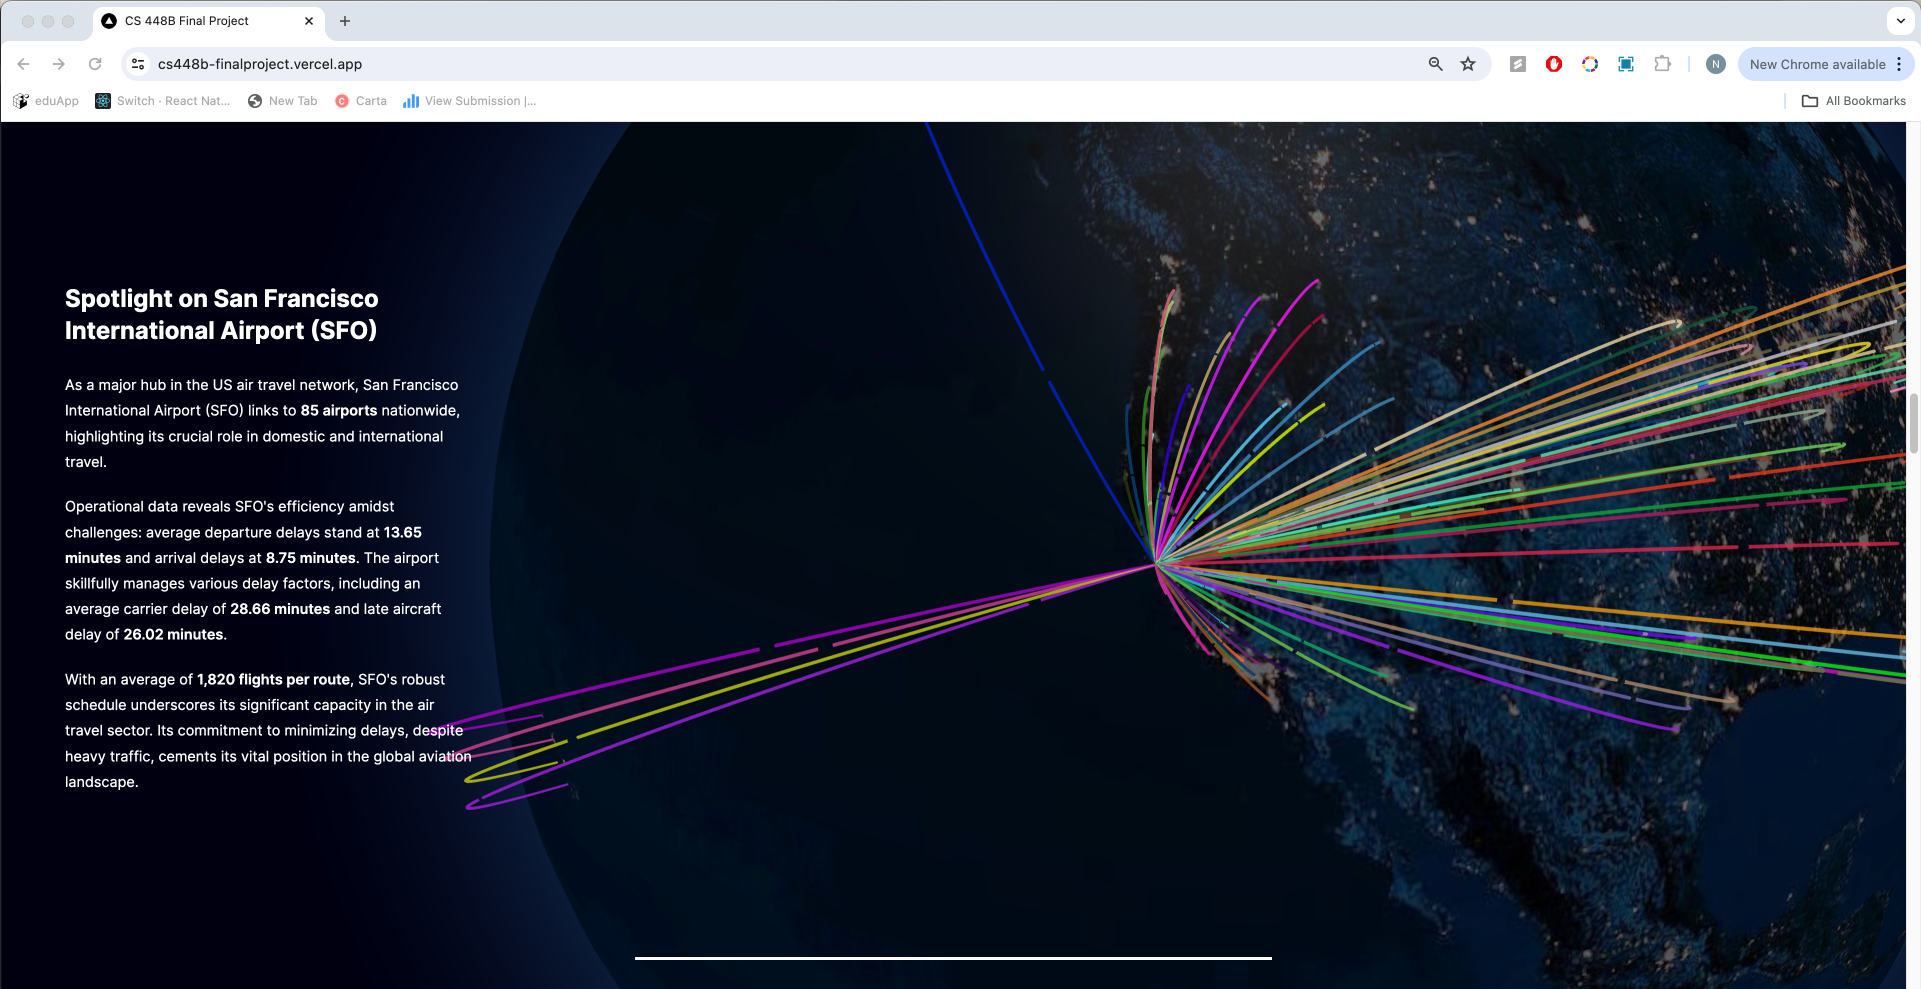 CS 448B Final Project
cs448b-finalproject.vercel.app
N
New Chrome available
eduApp
Switch · React Nat...
New Tab
Carta
View Submission |...
All Bookmarks
Spotlight on San Francisco
International Airport (SFO)
As a major hub in the US air travel network, San Francisco
International Airport (SFO) links to 85 airports nationwide,
highlighting its crucial role in domestic and international
travel.
Operational data reveals SFO's efficiency amidst
challenges: average departure delays stand at 13.65
minutes and arrival delays at 8.75 minutes. The airport
skillfully manages various delay factors, including an
average carrier delay of 28.66 minutes and late aircraft
delay of 26.02 minutes.
With an average of 1,820 flights per route, SFO's robust
schedule underscores its significant capacity in the air
travel sector. Its commitment to minimizing delays, despite
heavy traffic, cements its vital position in the global aviation
landscape.